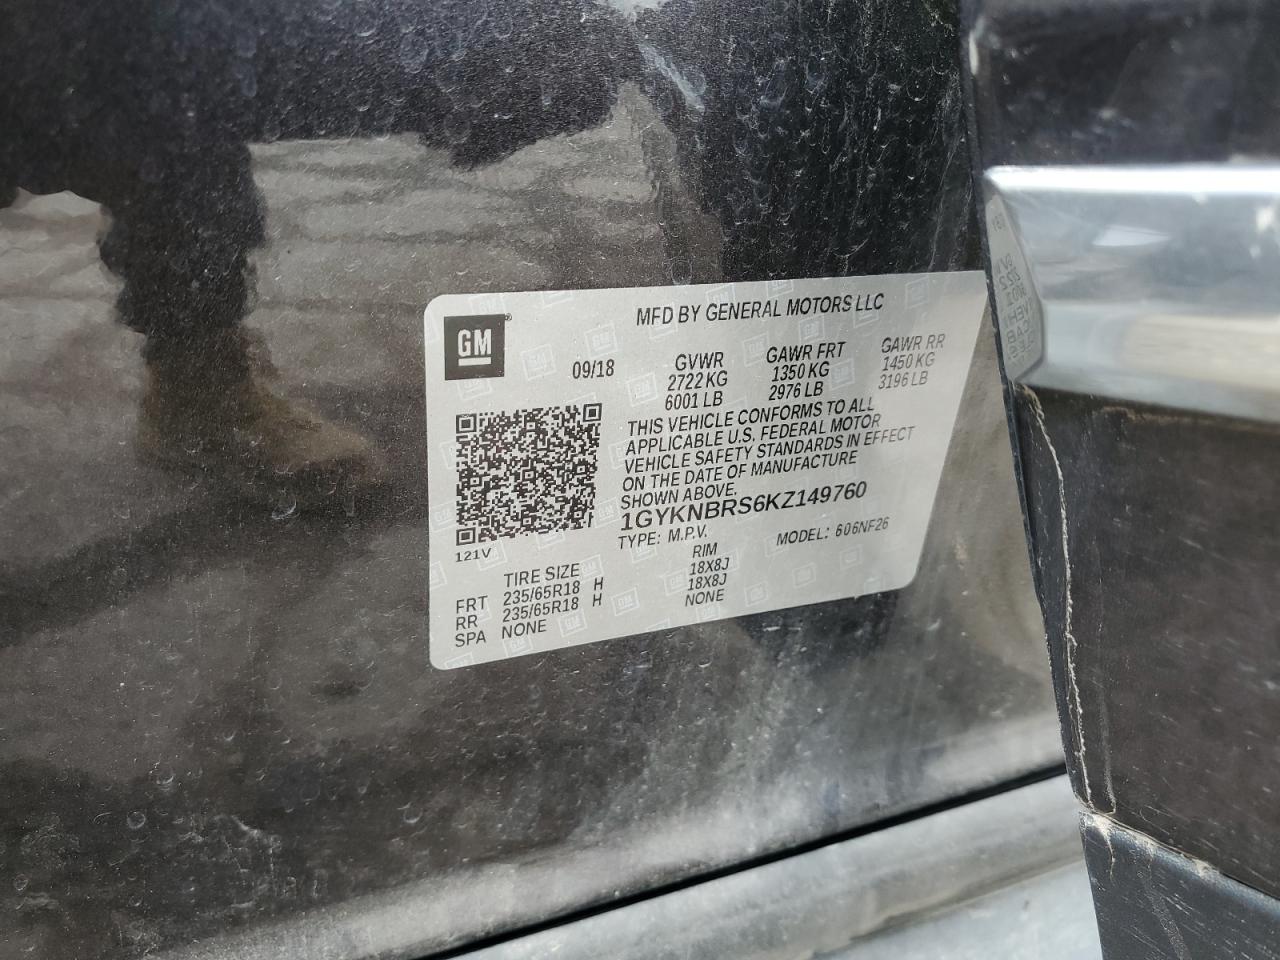 MFD BY GENERAL MOTORS LLC
GM
09/18
GVWR GAWR FRT GAWR RR
2722 KG 1350 KG 1450 KG
6001 LB 2976 LB 3196 LB
THIS VEHICLE CONFORMS TO ALL
APPLICABLE U.S. FEDERAL MOTOR
VEHICLE SAFETY STANDARDS IN EFFECT
ON THE DATE OF MANUFACTURE
SHOWN ABOVE.
1GYKNBRS6KZ149760
TYPE: M.P.V. MODEL: 606NF26
121V
TIRE SIZE RIM
FRT 235/65R18 H 18X8J
RR 235/65R18 H 18X8J
SPA NONE NONE